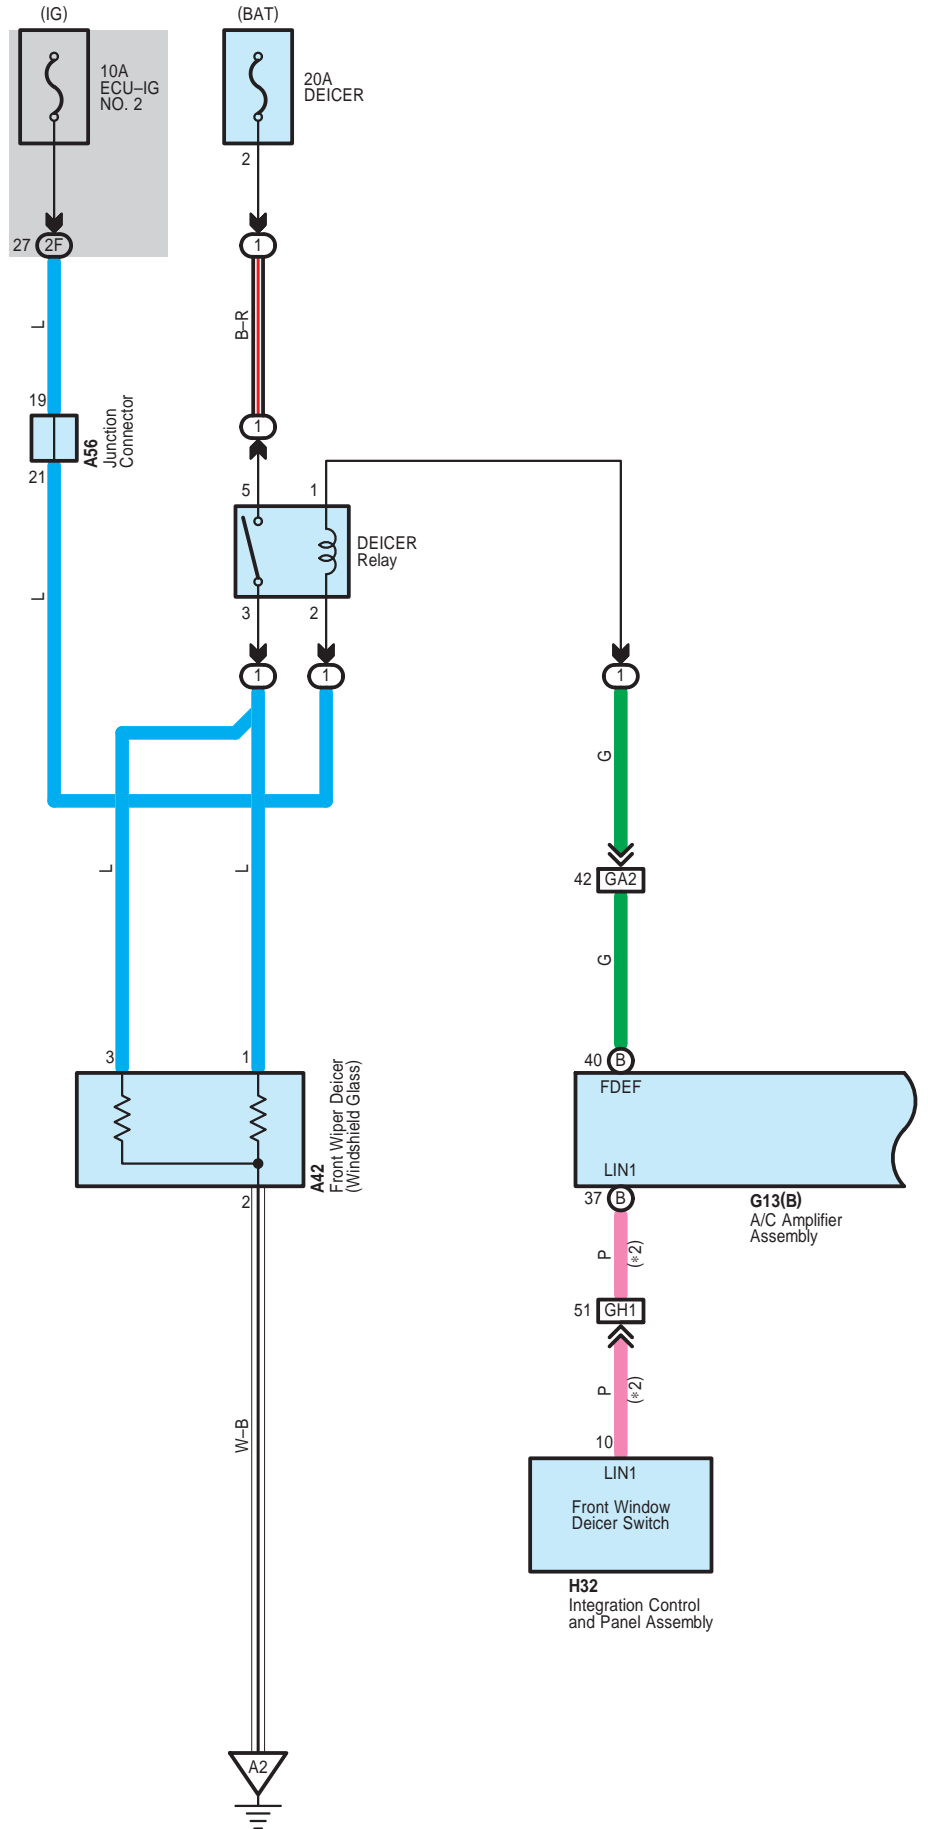 (IG)
(BAT)
10A
ECU–IG
NO. 2
20A
DEICER
2
27
2F
1
L
B–R
19
A56
Junction
Connector
1
21
5
1
DEICER
Relay
L
3
2
1
1
1
G
L
L
42
GA2
G
3
1
40
B
FDEF
A42
Front Wiper Deicer
(Windshield Glass)
LIN1
2
37
B
G13(B)
A/C Amplifier
Assembly
P
(*2)
51
GH1
P
(*2)
W–B
10
LIN1
Front Window
Deicer Switch
H32
Integration Control
and Panel Assembly
A2